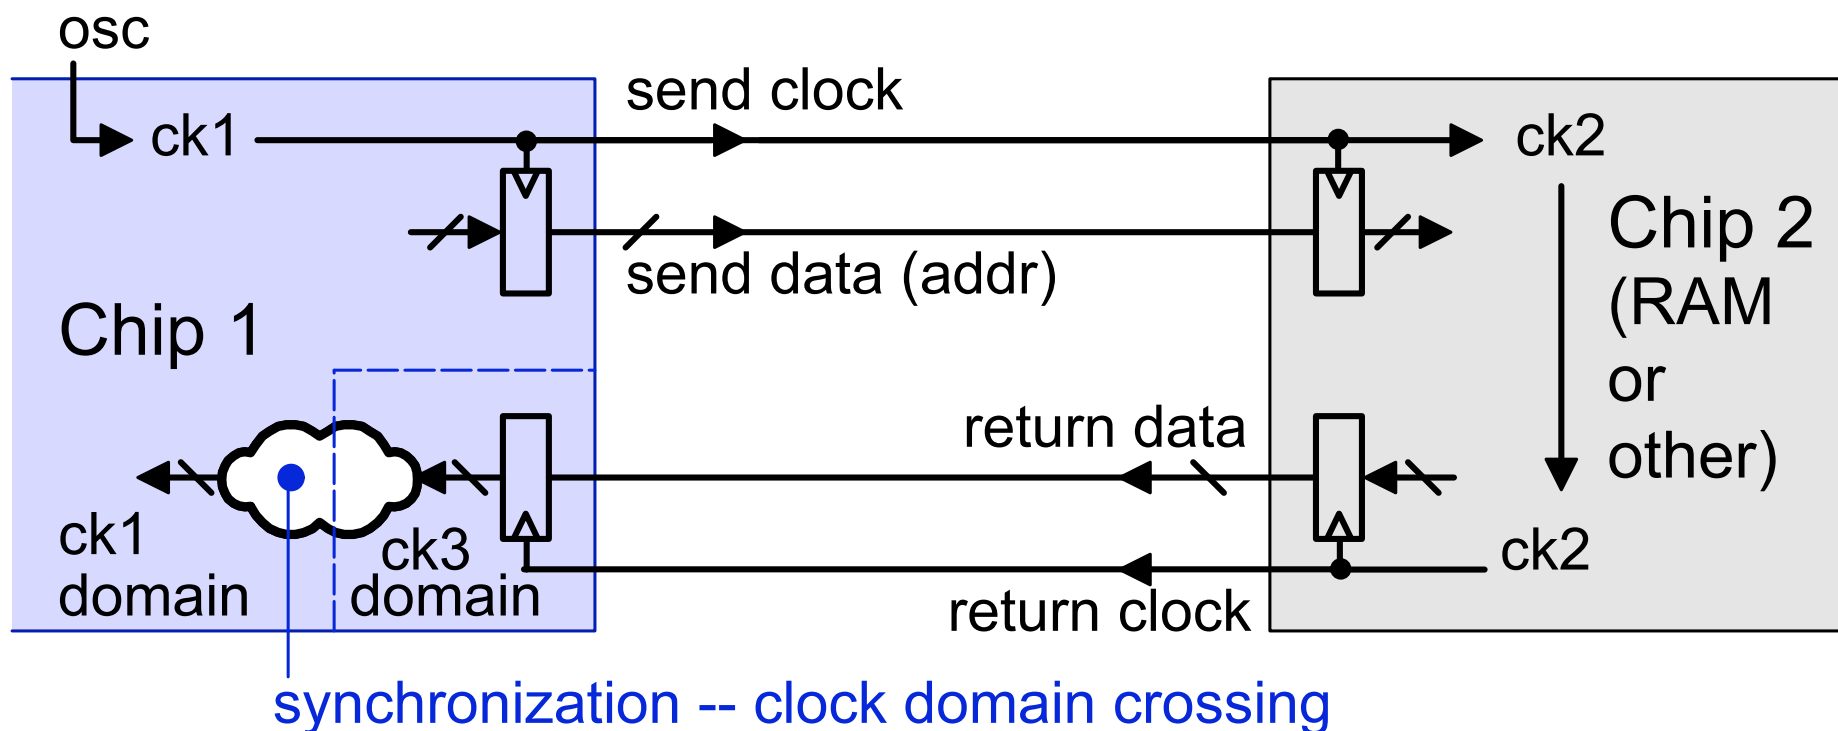 osc
send clock
ck1
ck2
send data (addr)
Chip 2
(RAM
or
other)
Chip 1
return data
ck1
domain
ck3
domain
ck2
return clock
synchronization -- clock domain crossing